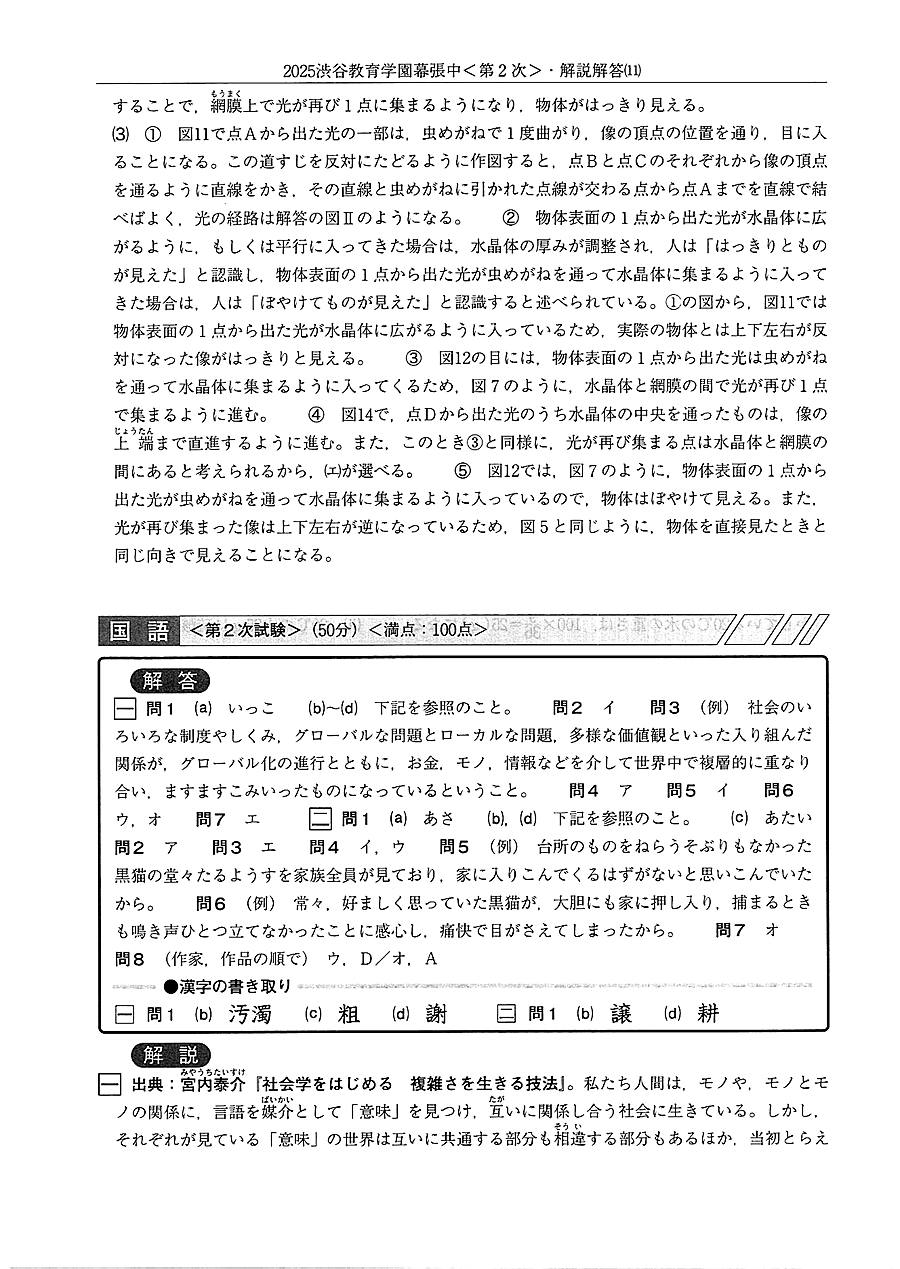 2025渋谷教育学園幕張中＜第2次＞・解説解答⑾
することで，網膜上で光が再び1点に集まるようになり，物体がはっきり見える。
もうまく
⑶　①　図11で点Aから出た光の一部は，虫めがねで1度曲がり，像の頂点の位置を通り，目に入
ることになる。この道すじを反対にたどるように作図すると，点Bと点Cのそれぞれから像の頂点
を通るように直線をかき，その直線と虫めがねに引かれた点線が交わる点から点Aまでを直線で結
べばよく，光の経路は解答の図Ⅱのようになる。　②　物体表面の1点から出た光が水晶体に広
がるように，もしくは平行に入ってきた場合は，水晶体の厚みが調整され，人は「はっきりともの
が見えた」と認識し，物体表面の1点から出た光が虫めがねを通って水晶体に集まるように入って
きた場合は，人は「ぼやけてものが見えた」と認識すると述べられている。①の図から，図11では
物体表面の1点から出た光が水晶体に広がるように入っているため，実際の物体とは上下左右が反
対になった像がはっきりと見える。　③　図12の目には，物体表面の1点から出た光は虫めがね
を通って水晶体に集まるように入ってくるため，図7のように，水晶体と網膜の間で光が再び1点
で集まるように進む。　④　図14で，点Dから出た光のうち水晶体の中央を通ったものは，像の
じょうたん
上端まで直進するように進む。また，このとき③と同様に，光が再び集まる点は水晶体と網膜の
間にあると考えられるから，㈓が選べる。　⑤　図12では，図7のように，物体表面の1点から
出た光が虫めがねを通って水晶体に集まるように入っているので，物体はぼやけて見える。また，
光が再び集まった像は上下左右が逆になっているため，図5と同じように，物体を直接見たときと
同じ向きで見えることになる。
国語　＜第2次試験＞（50分）＜満点：100点＞
解答
一　問1　(a)　いっこ　(b)～(d)　下記を参照のこと。　問2　イ　問3　（例）　社会のい
ろいろな制度やしくみ，グローバルな問題とローカルな問題，多様な価値観といった入り組んだ
関係が，グローバル化の進行とともに，お金，モノ，情報などを介して世界中で複層的に重なり
合い，ますますこみいったものになっているということ。　問4　ア　問5　イ　問6
ウ，オ　問7　エ　二　問1　(a)　あさ　(b)，(d)　下記を参照のこと。　(c)　あたい
問2　ア　問3　エ　問4　イ，ウ　問5　（例）　台所のものをねらうそぶりもなかった
黒猫の堂々たるようすを家族全員が見ており，家に入りこんでくるはずがないと思いこんでいた
から。　問6　（例）　常々，好ましく思っていた黒猫が，大胆にも家に押し入り，捕まるとき
も鳴き声ひとつ立てなかったことに感心し，痛快で目がさえてしまったから。　問7　オ
問8　（作家，作品の順で）　ウ，D／オ，A
●漢字の書き取り
一　問1　(b)　汚濁　(c)　粗　(d)　謝　二　問1　(b)　譲　(d)　耕
解説
みやうちたいすけ
一　出典：宮内泰介『社会学をはじめる　複雑さを生きる技法』。私たち人間は，モノや，モノとモ
ばいかい　たが
ノの関係に，言語を媒介として「意味」を見つけ，互いに関係し合う社会に生きている。しかし，
そうい
それぞれが見ている「意味」の世界は互いに共通する部分も相違する部分もあるほか，当初とらえ